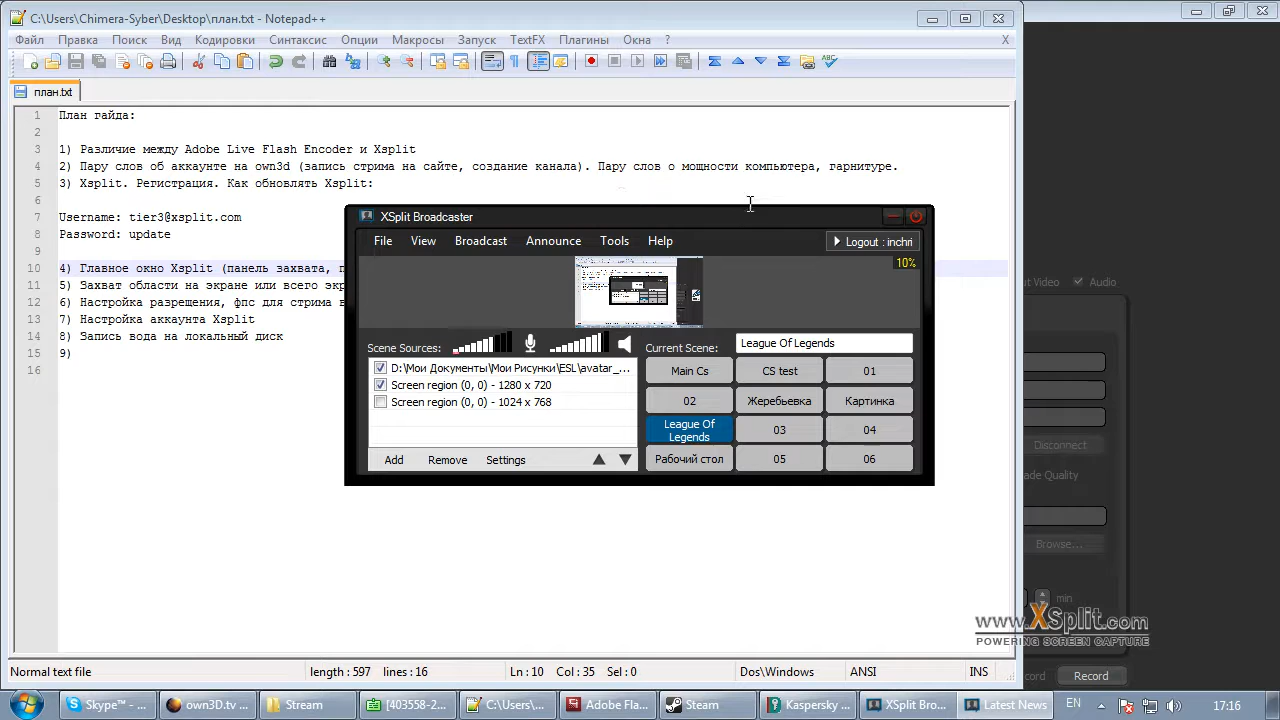 C:\Users\Chimera-Syber\Desktop\план.txt - Notepad++
Файл Правка Поиск Вид Кодировки Синтаксис Опции Макросы Запуск TextFX Плагины Окна ? X
план.txt
1 План гайда:
2
3 1) Различие между Adobe Live Flash Encoder и Xsplit
4 2) Пару слов об аккаунте на own3d (запись стрима на сайте, создание канала). Пару слов о мощности компьютера, гарнитуре.
5 3) Xsplit. Регистрация. Как обновлять Xsplit:
6
7 Username: tier3@xsplit.com
8 Password: update
9
10 4) Главное окно Xsplit (панель захвата, п
11 5) Захват области на экране или всего экр
12 6) Настройка разрешения, фпс для стрима в
13 7) Настройка аккаунта Xsplit
14 8) Запись вода на локальный диск
15 9)
16
XSplit Broadcaster
File View Broadcast Announce Tools Help Logout : inchri
10%
Scene Sources: Current Scene: League Of Legends
D:\Мои Документы\Мои Рисунки\ESL\avatar_...
Screen region (0, 0) - 1280 x 720
Screen region (0, 0) - 1024 x 768
Add Remove Settings
Main Cs CS test 01
02 Жеребьевка Картинка
League Of Legends 03 04
Рабочий стол 05 06
ut Video Audio
Disconnect
ade Quality
Browse...
min
cord Record
www.XSplit.com
POWERING SCREEN CAPTURE
Normal text file length : 597 lines : 16 Ln : 10 Col : 35 Sel : 0 Dos\Windows ANSI INS
Skype™ - ... own3D.tv ... Stream [403558-2... C:\Users\... Adobe Fla... Steam Kaspersky ... XSplit Bro... Latest News EN 17:16